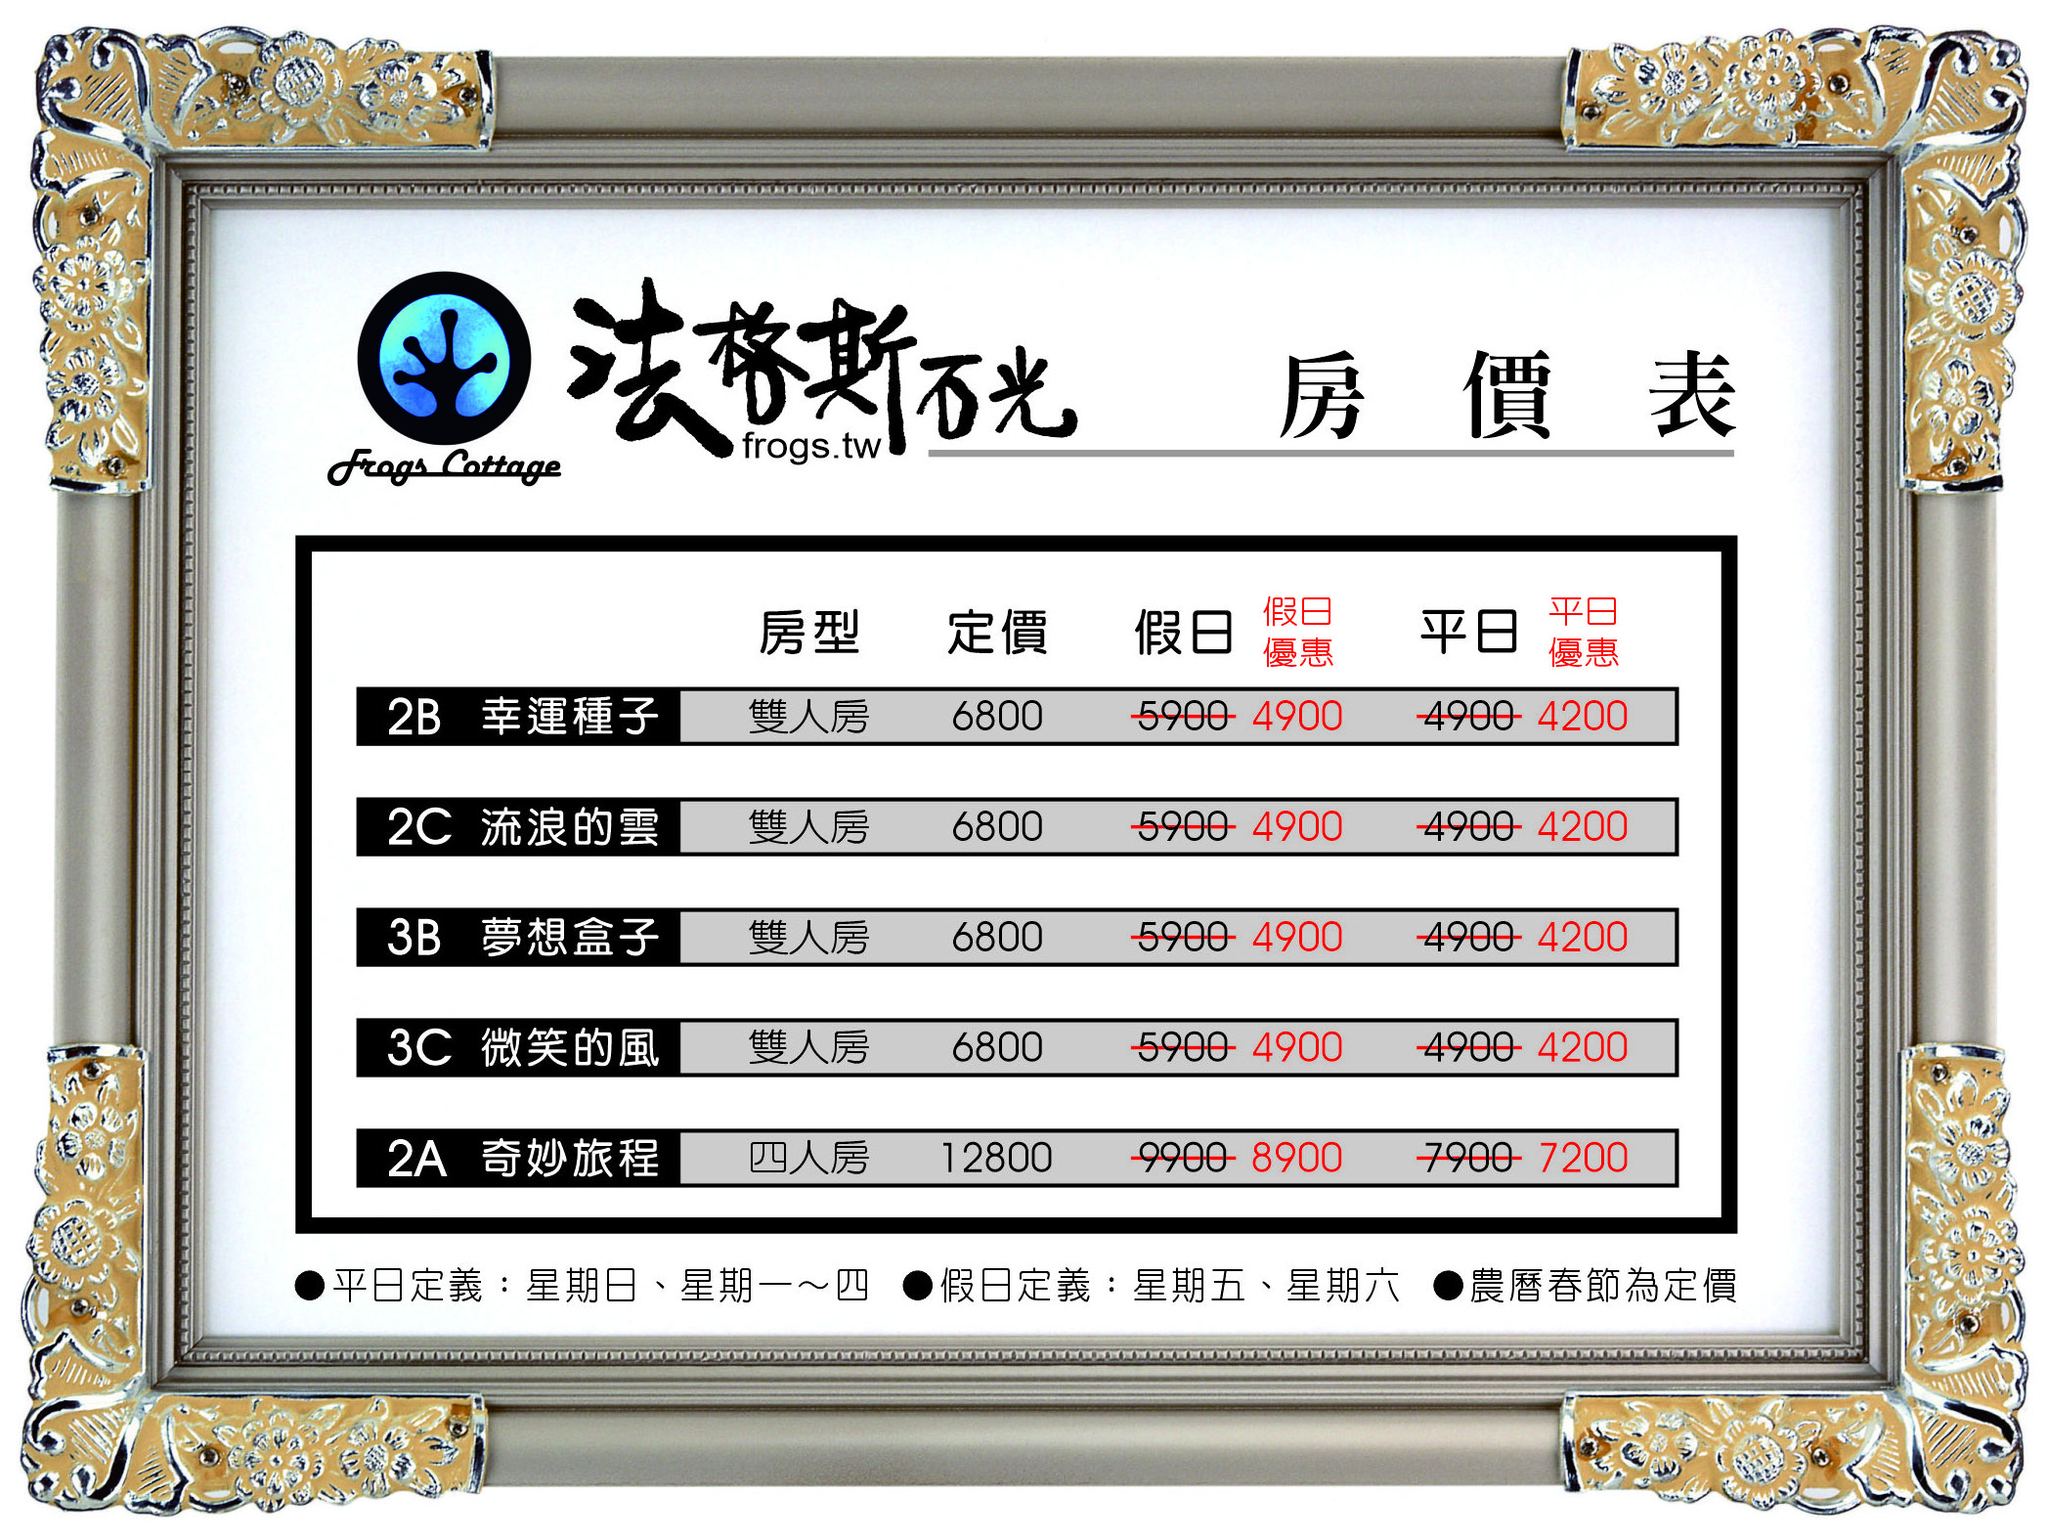 法格斯石光
房價表
frogs.tw
Frogs Cottage
房型 定價 假日 假日優惠 平日 平日優惠
2B 幸運種子 雙人房 6800 5900 4900 4900 4200
2C 流浪的雲 雙人房 6800 5900 4900 4900 4200
3B 夢想盒子 雙人房 6800 5900 4900 4900 4200
3C 微笑的風 雙人房 6800 5900 4900 4900 4200
2A 奇妙旅程 四人房 12800 9900 8900 7900 7200
●平日定義：星期日、星期一～四 ●假日定義：星期五、星期六 ●農曆春節為定價